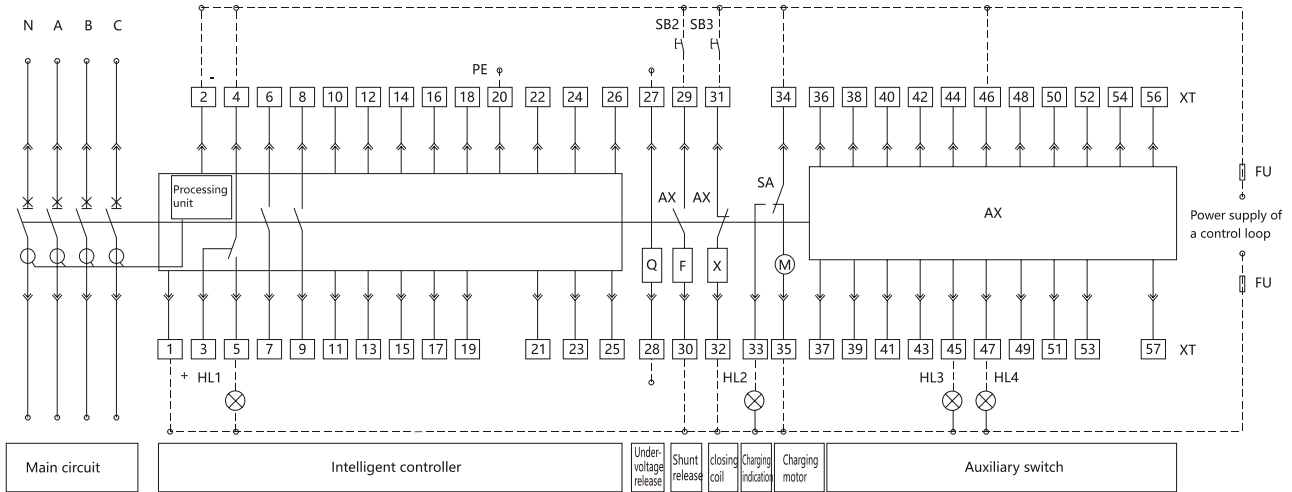 N A B C
SB2 SB3
PE
-
2 4 6 8 10 12 14 16 18 20 22 24 26 27 29 31 34 36 38 40 42 44 46 48 50 52 54 56 XT
FU
Processing
unit
AX AX SA
AX
Power supply of
a control loop
Q F X M
FU
1 3 5 7 9 11 13 15 17 19 21 23 25 28 30 32 33 35 37 39 41 43 45 47 49 51 53 57 XT
+ HL1 HL2 HL3 HL4
Main circuit
Intelligent controller
Under-
voltage
release
Shunt
release
closing
coil
Charging
indication
Charging
motor
Auxiliary switch